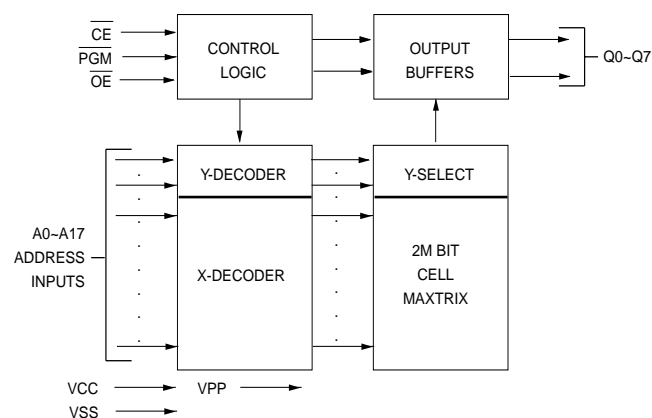 CE
PGM
OE
CONTROL
LOGIC
OUTPUT
BUFFERS
Q0~Q7
A0~A17
ADDRESS
INPUTS
Y-DECODER
Y-SELECT
X-DECODER
2M BIT
CELL
MAXTRIX
VCC
VPP
VSS